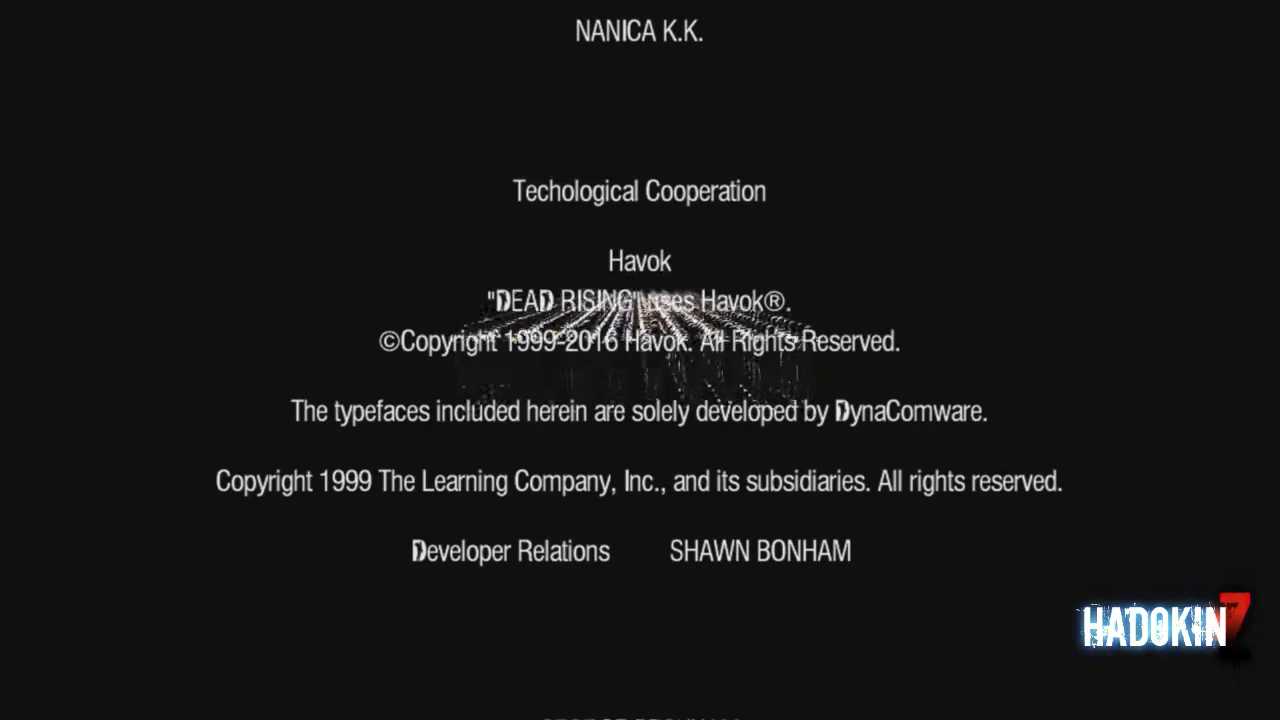 NANICA K.K.
Techological Cooperation
Havok
"DEAD RISING" uses Havok®.
©Copyright 1999-2016 Havok. All Rights Reserved.
The typefaces included herein are solely developed by DynaComware.
Copyright 1999 The Learning Company, Inc., and its subsidiaries. All rights reserved.
Developer Relations SHAWN BONHAM
HADOKIN7